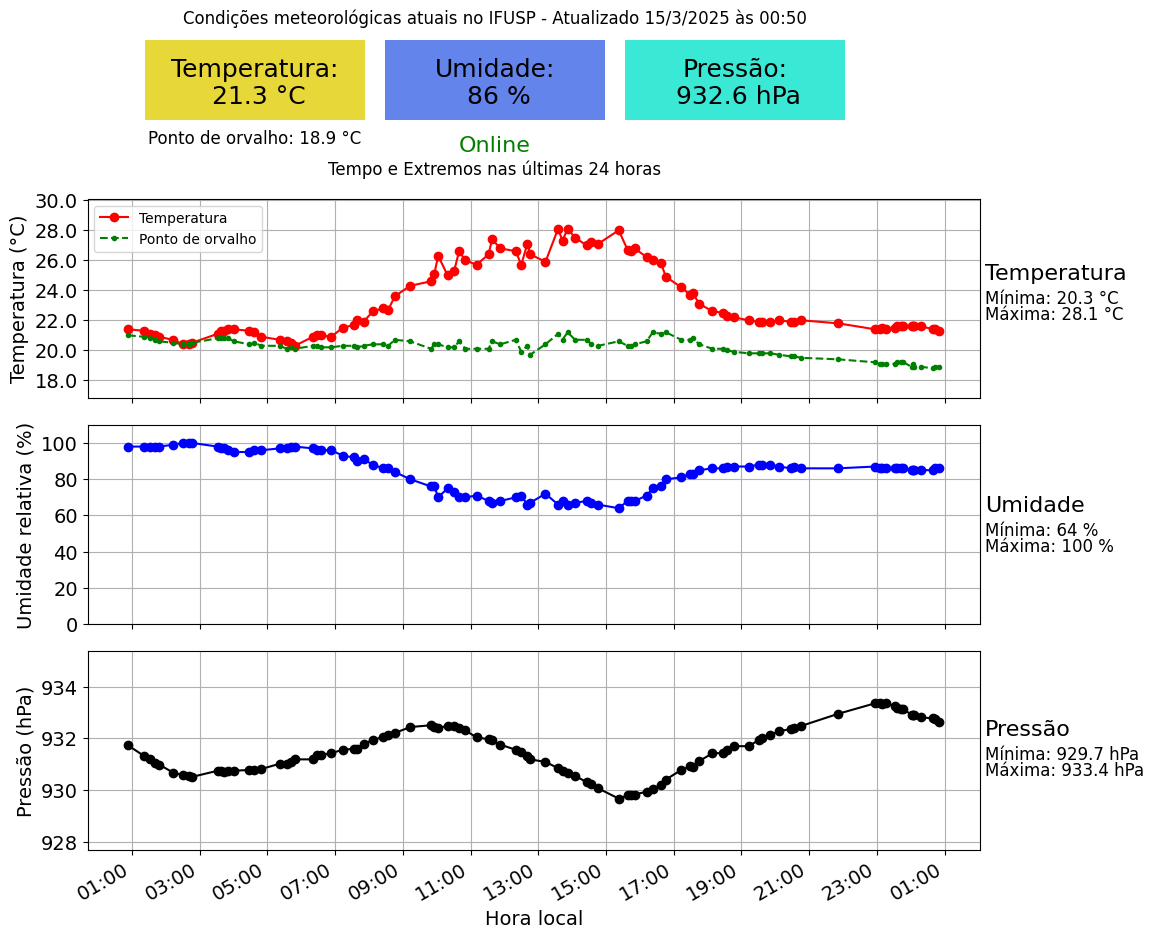 Condições meteorológicas atuais no IFUSP - Atualizado 15/3/2025 às 00:50
Temperatura:
21.3 °C
Umidade:
86 %
Pressão:
932.6 hPa
Ponto de orvalho: 18.9 °C
Online
Tempo e Extremos nas últimas 24 horas
Temperatura (°C)
30.0
28.0
26.0
24.0
22.0
20.0
18.0
Temperatura
Ponto de orvalho
Temperatura
Mínima: 20.3 °C
Máxima: 28.1 °C
Umidade relativa (%)
100
80
60
40
20
0
Umidade
Mínima: 64 %
Máxima: 100 %
Pressão (hPa)
934
932
930
928
Pressão
Mínima: 929.7 hPa
Máxima: 933.4 hPa
01:00 03:00 05:00 07:00 09:00 11:00 13:00 15:00 17:00 19:00 21:00 23:00 01:00
Hora local